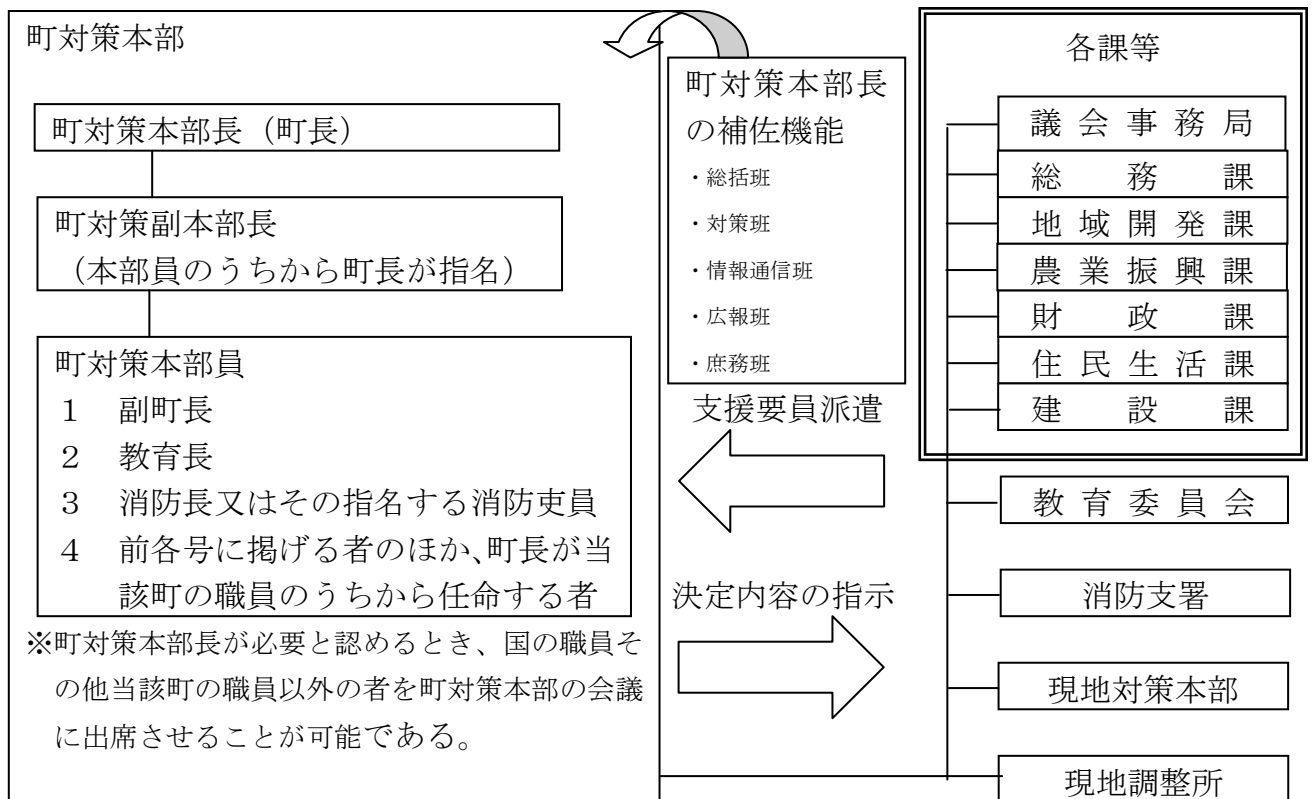 町対策本部
町対策本部長（町長）
町対策副本部長
（本部員のうちから町長が指名）
町対策本部員
１　副町長
２　教育長
３　消防長又はその指名する消防吏員
４　前各号に掲げる者のほか、町長が当
該町の職員のうちから任命する者
※町対策本部長が必要と認めるとき、国の職員そ
の他当該町の職員以外の者を町対策本部の会議
に出席させることが可能である。
町対策本部長
の補佐機能
・総括班
・対策班
・情報通信班
・広報班
・庶務班
支援要員派遣
決定内容の指示
各課等
議会事務局
総務課
地域開発課
農業振興課
財政課
住民生活課
建設課
教育委員会
消防支署
現地対策本部
現地調整所